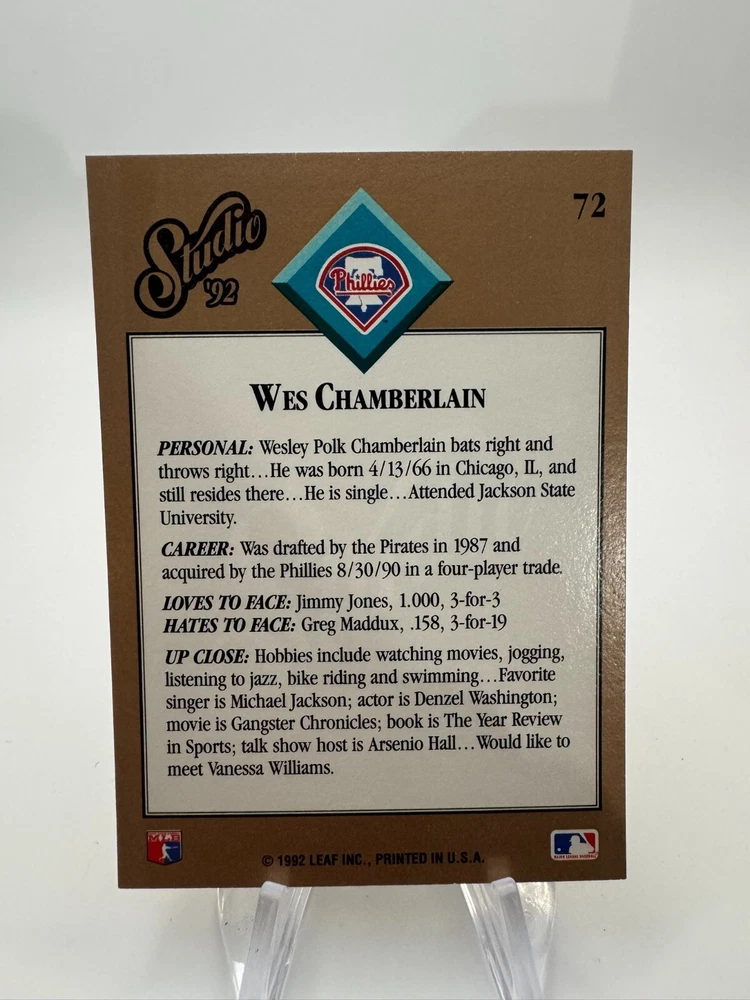 72
Studio
'92
Phillies
WES CHAMBERLAIN
PERSONAL: Wesley Polk Chamberlain bats right and
throws right...He was born 4/13/66 in Chicago, IL, and
still resides there...He is single...Attended Jackson State
University.
CAREER: Was drafted by the Pirates in 1987 and
acquired by the Phillies 8/30/90 in a four-player trade.
LOVES TO FACE: Jimmy Jones, 1.000, 3-for-3
HATES TO FACE: Greg Maddux, .158, 3-for-19
UP CLOSE: Hobbies include watching movies, jogging,
listening to jazz, bike riding and swimming...Favorite
singer is Michael Jackson; actor is Denzel Washington;
movie is Gangster Chronicles; book is The Year Review
in Sports; talk show host is Arsenio Hall...Would like to
meet Vanessa Williams.
MLB
© 1992 LEAF INC., PRINTED IN U.S.A.
MAJOR LEAGUE BASEBALL